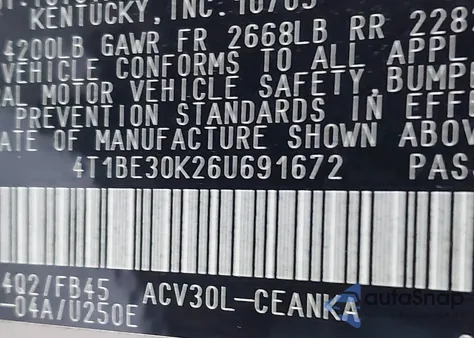 KENTUCKY, INC. 10/05
4200LB GAWR FR 2668LB RR 228
VEHICLE CONFORMS TO ALL APPL
AL MOTOR VEHICLE SAFETY, BUMP
PREVENTION STANDARDS IN EFF
ATE OF MANUFACTURE SHOWN ABOV
4T1BE30K26U691672 PAS
4Q2/FB45 ACV30L-CEANKA
-04A/U250E
autoSnap